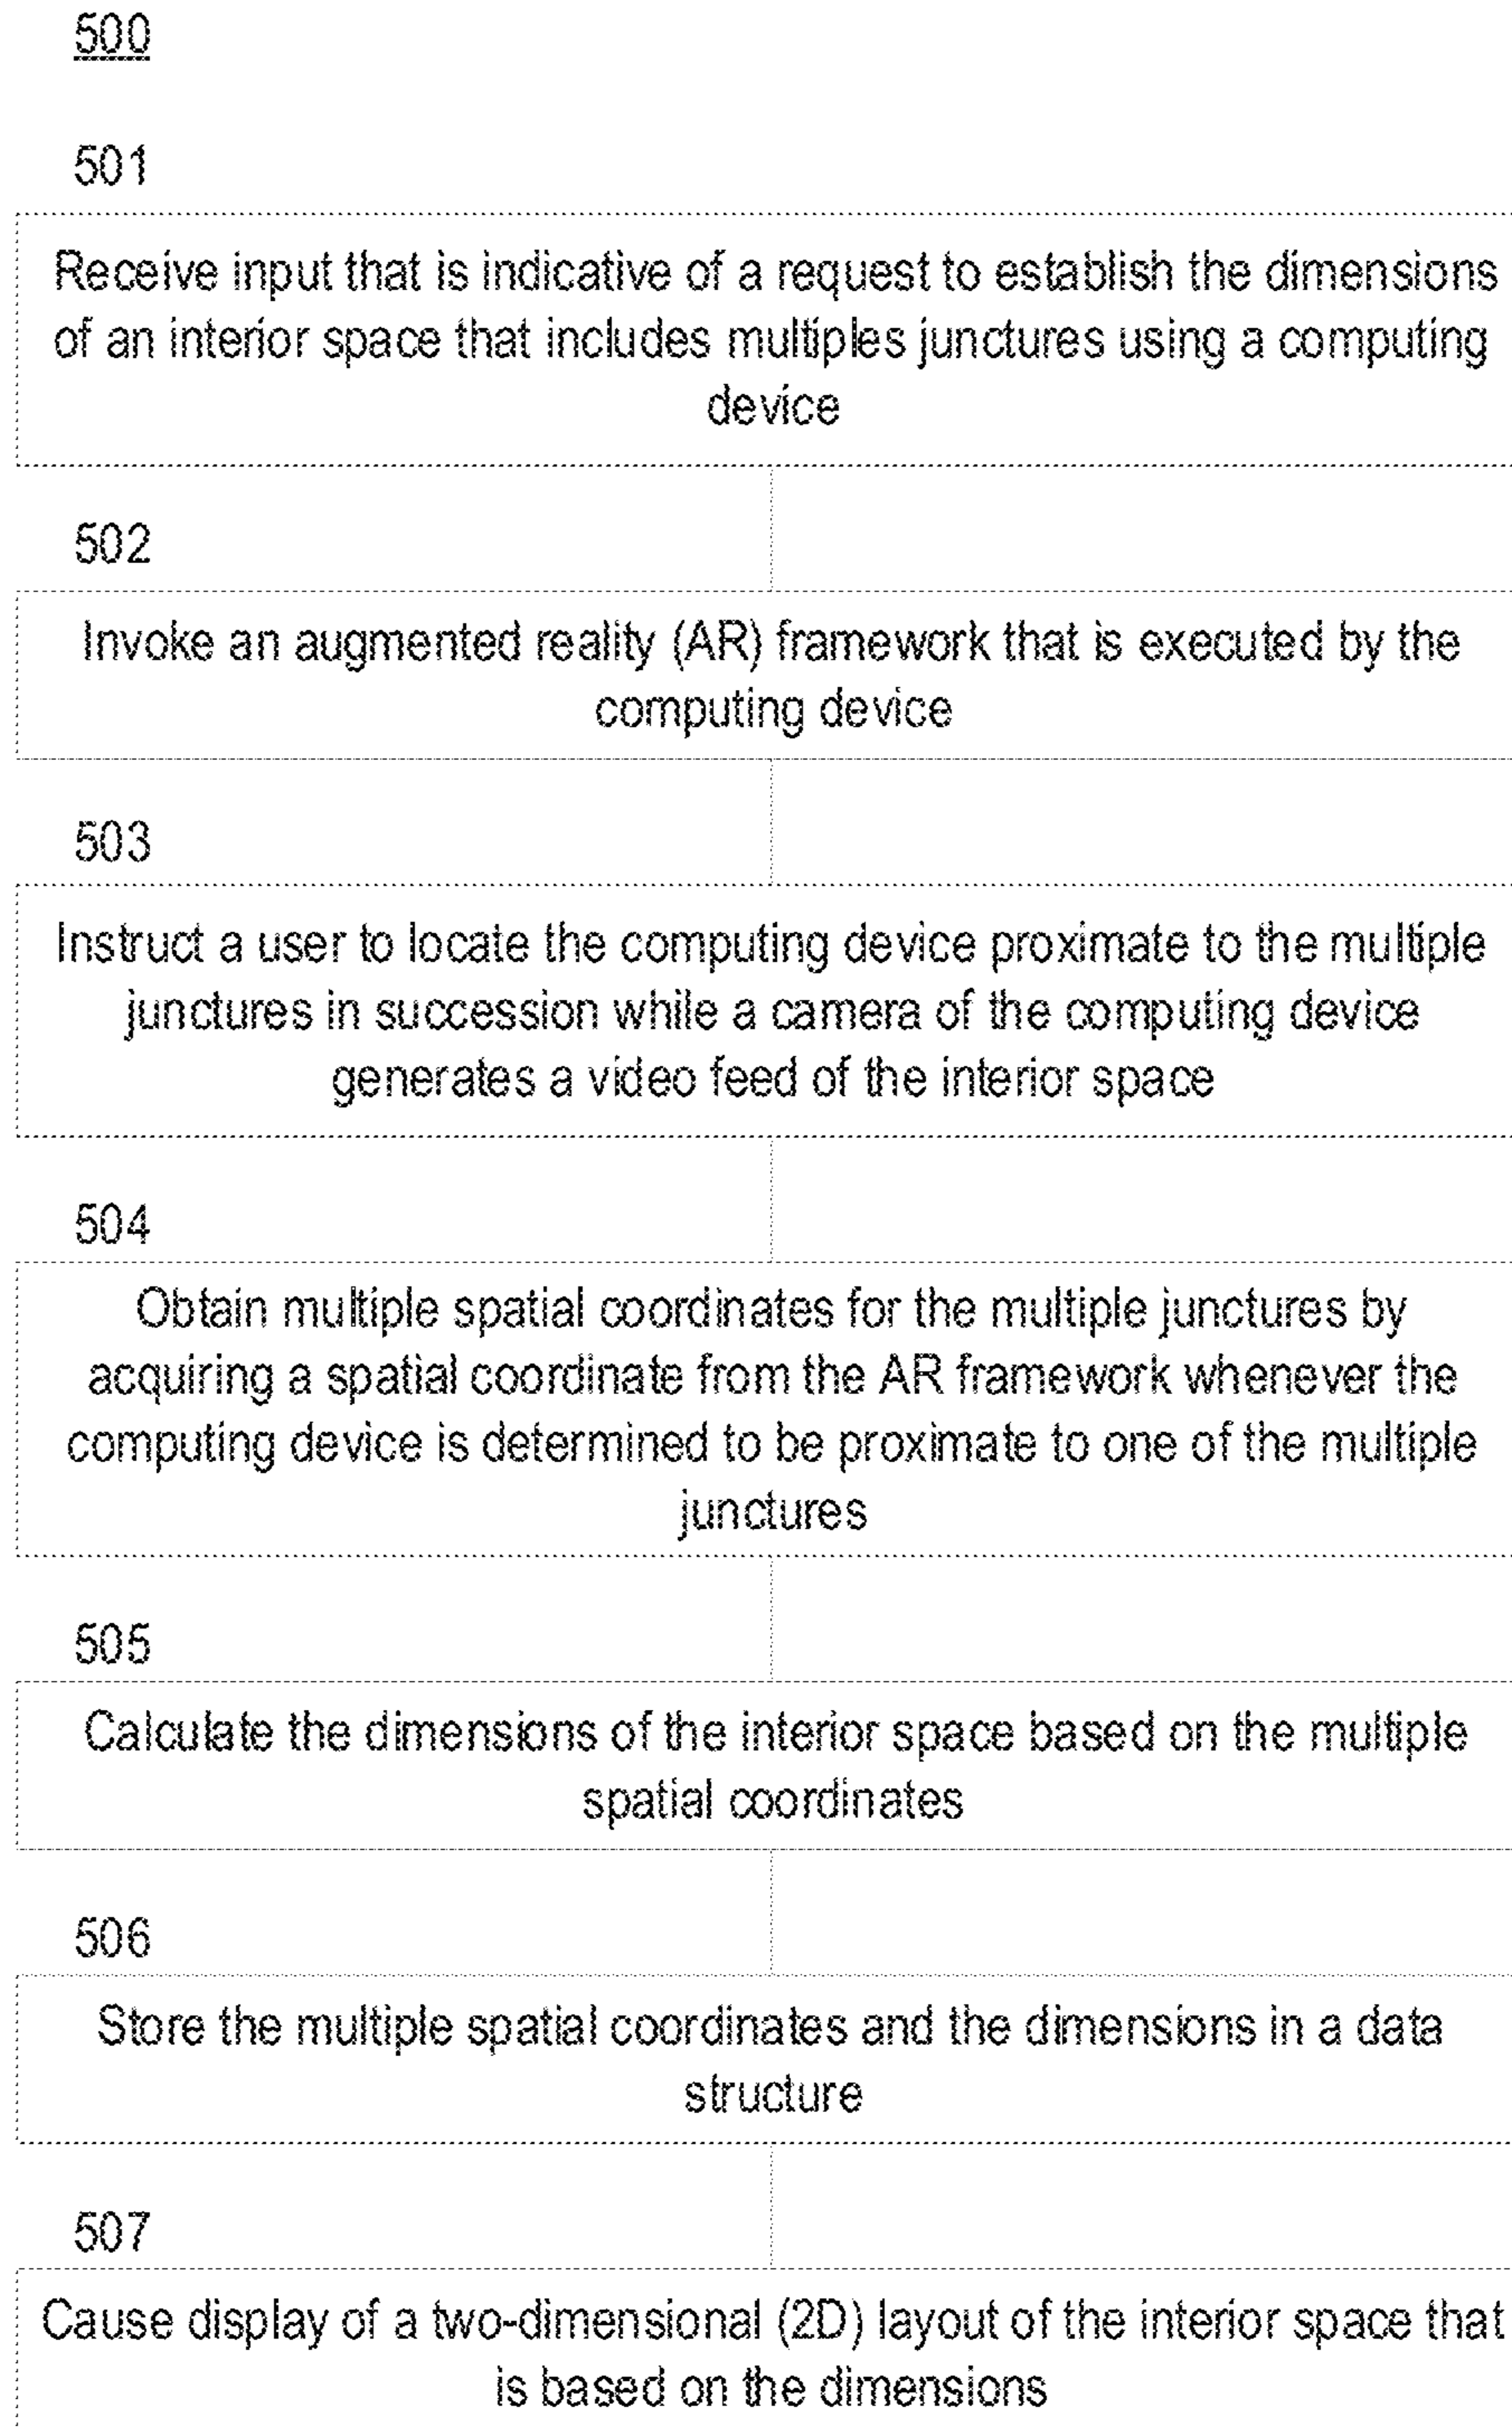 500
501
Receive input that is indicative of a request to establish the dimensions
of an interior space that includes multiples junctures using a computing
device
502
Invoke an augmented reality (AR) framework that is executed by the
computing device
503
Instruct a user to locate the computing device proximate to the multiple
junctures in succession while a camera of the computing device
generates a video feed of the interior space
504
Obtain multiple spatial coordinates for the multiple junctures by
acquiring a spatial coordinate from the AR framework whenever the
computing device is determined to be proximate to one of the multiple
junctures
505
Calculate the dimensions of the interior space based on the multiple
spatial coordinates
506
Store the multiple spatial coordinates and the dimensions in a data
structure
507
Cause display of a two-dimensional (2D) layout of the interior space that
is based on the dimensions